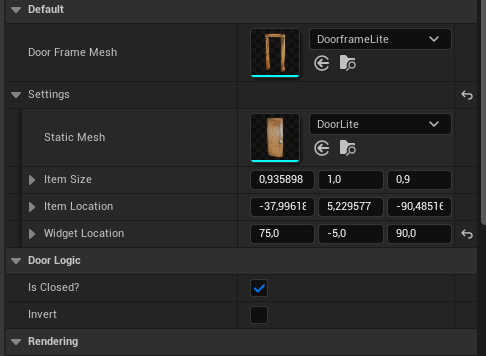 Default
Door Frame Mesh
DoorframeLite
Settings
Static Mesh
DoorLite
Item Size 0,935898 1,0 0,9
Item Location -37,99618 5,229577 -90,48516
Widget Location 75,0 -5,0 90,0
Door Logic
Is Closed?
Invert
Rendering